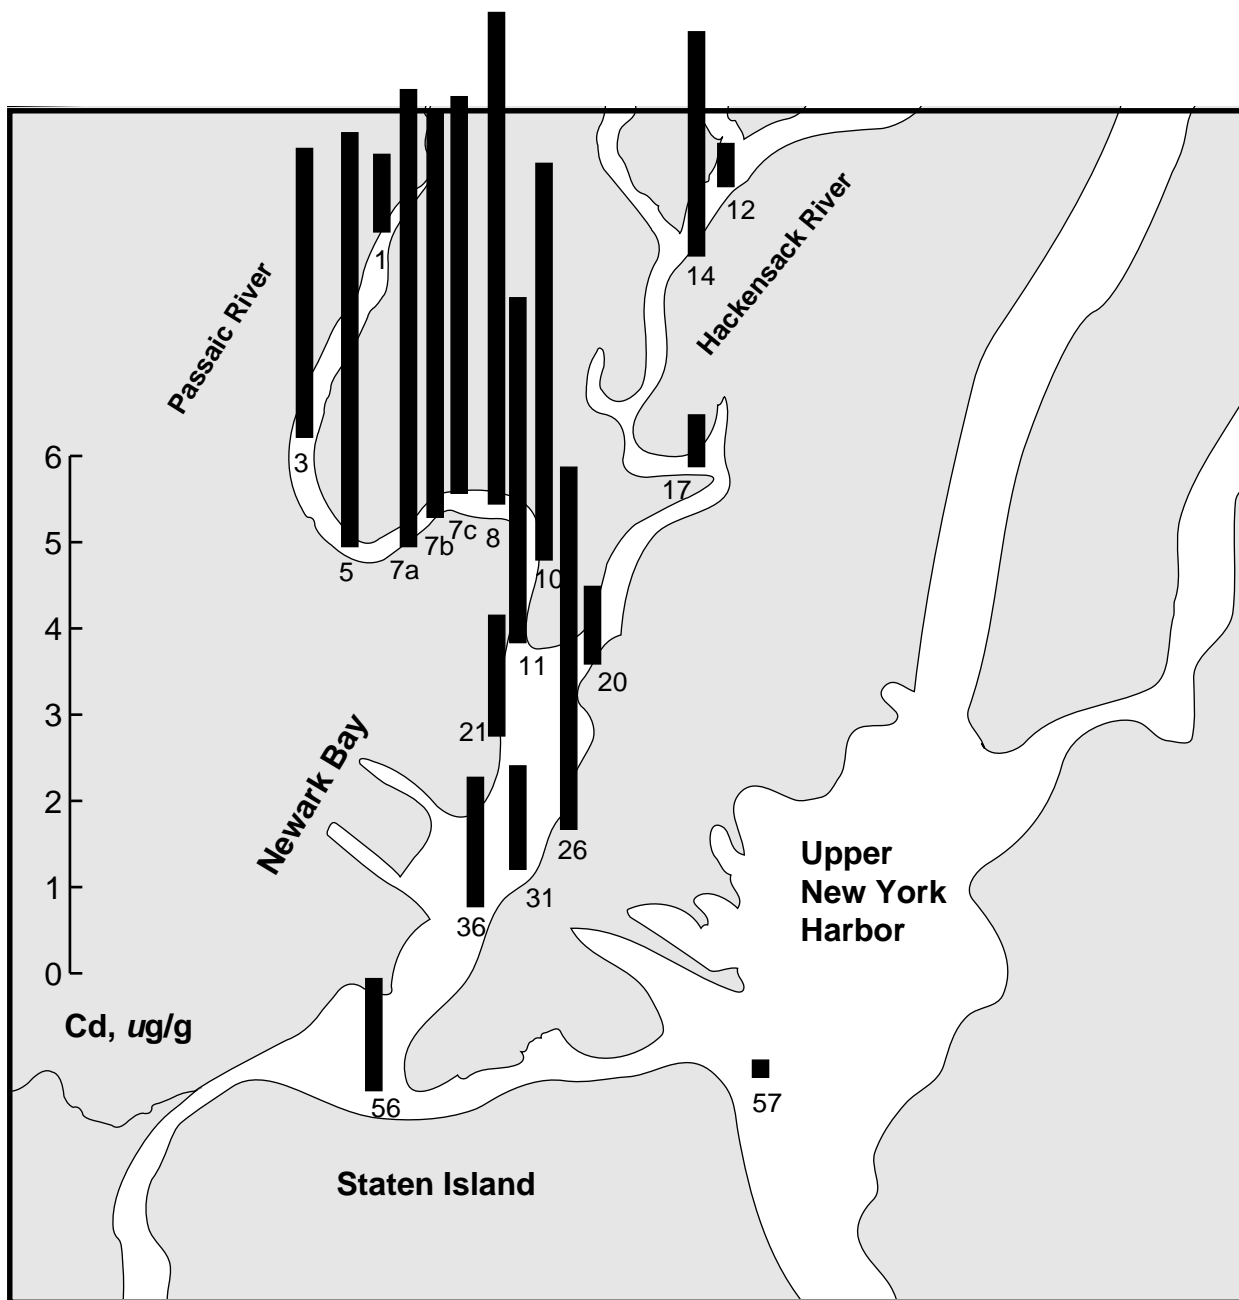 1
12
14
Hackensack River
Passaic River
3
6
17
5
7a
7b
7c
8
10
5
4
11
20
3
21
Newark Bay
2
26
Upper
New York
Harbor
1
31
36
0
Cd, ug/g
56
57
Staten Island